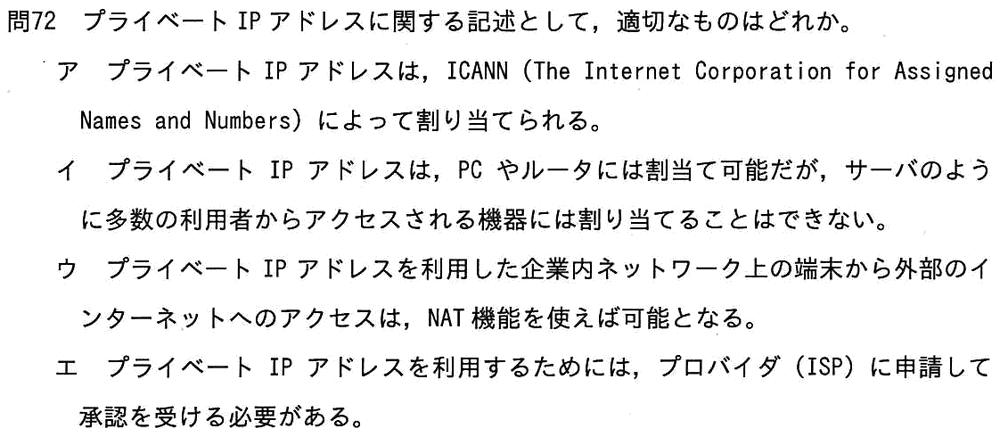 問72 プライベート IP アドレスに関する記述として，適切なものはどれか。
ア プライベート IP アドレスは，ICANN（The Internet Corporation for Assigned
Names and Numbers）によって割り当てられる。
イ プライベート IP アドレスは，PC やルータには割当て可能だが，サーバのよう
に多数の利用者からアクセスされる機器には割り当てることはできない。
ウ プライベート IP アドレスを利用した企業内ネットワーク上の端末から外部のイ
ンターネットへのアクセスは，NAT 機能を使えば可能となる。
エ プライベート IP アドレスを利用するためには，プロバイダ（ISP）に申請して
承認を受ける必要がある。